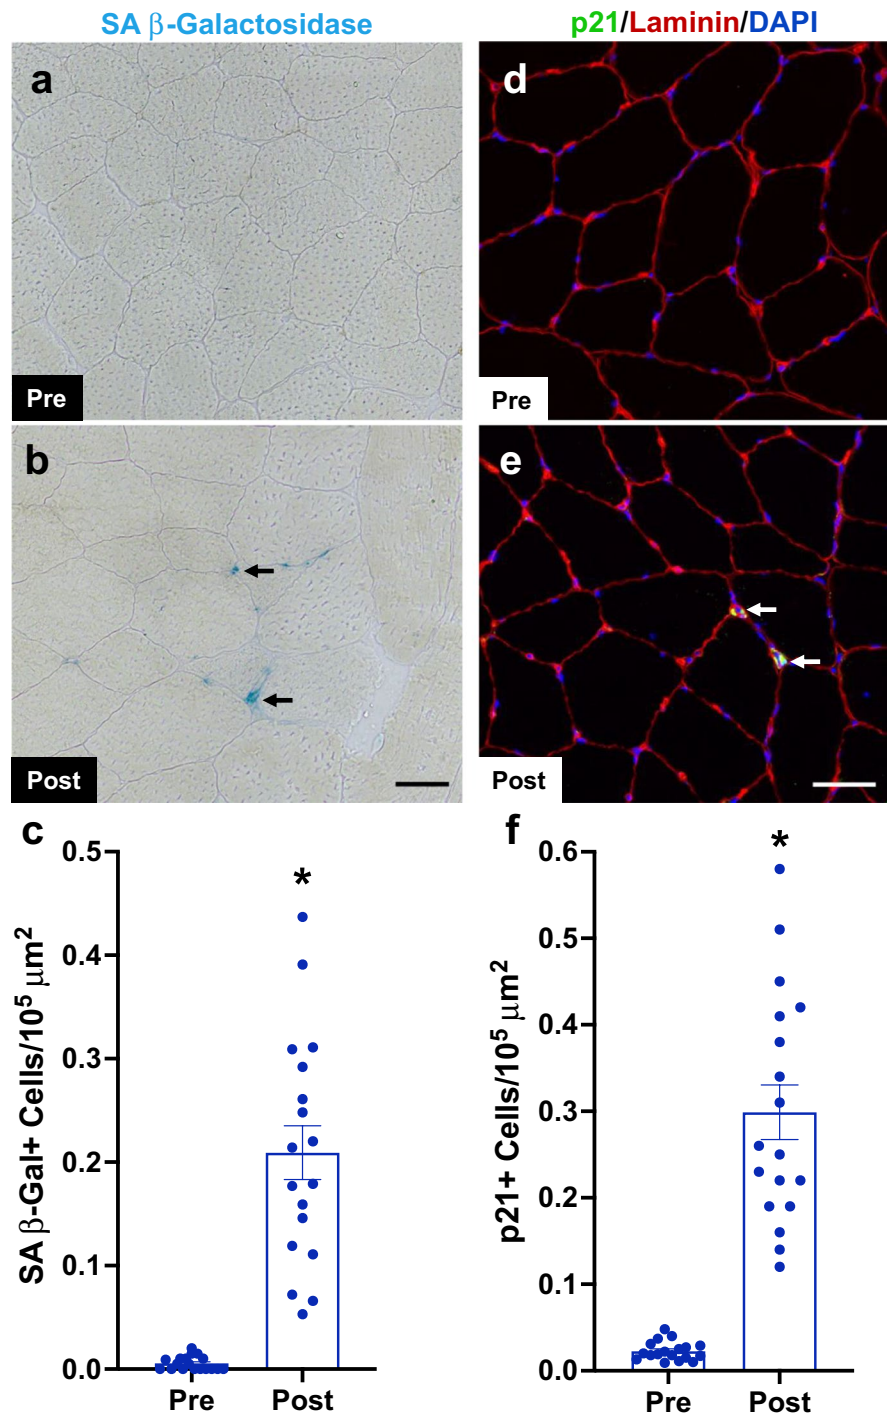 SA β-Galactosidase
p21/Laminin/DAPI
a
Pre
d
Pre
b
Post
e
Post
c
SA β-Gal+ Cells/10⁵ μm²
0.5
0.4
0.3
0.2
0.1
0.0
*
Pre
Post
f
p21+ Cells/10⁵ μm²
0.6
0.5
0.4
0.3
0.2
0.1
0.0
*
Pre
Post